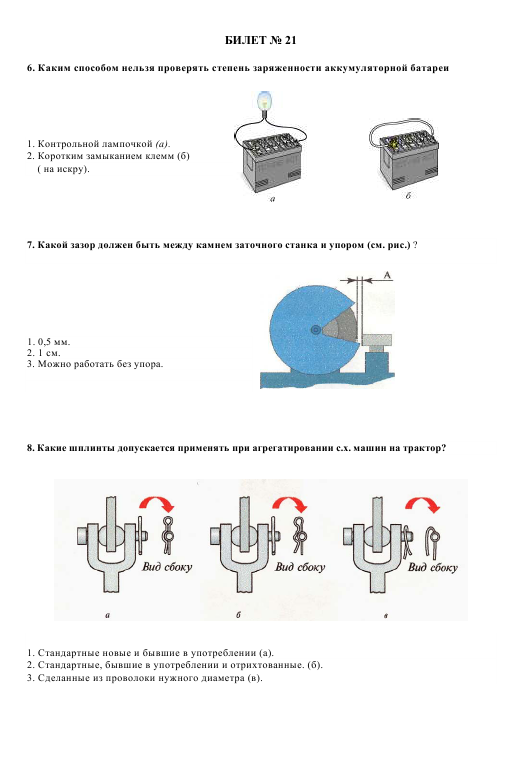 БИЛЕТ № 21
6. Каким способом нельзя проверять степень заряженности аккумуляторной батареи
1. Контрольной лампочкой (а).
2. Коротким замыканием клемм (б)
( на искру).
а
б
7. Какой зазор должен быть между камнем заточного станка и упором (см. рис.) ?
А
1. 0,5 мм.
2. 1 см.
3. Можно работать без упора.
8. Какие шплинты допускается применять при агрегатировании с.х. машин на трактор?
Вид сбоку
Вид сбоку
Вид сбоку
а
б
в
1. Стандартные новые и бывшие в употреблении (а).
2. Стандартные, бывшие в употреблении и отрихтованные. (б).
3. Сделанные из проволоки нужного диаметра (в).